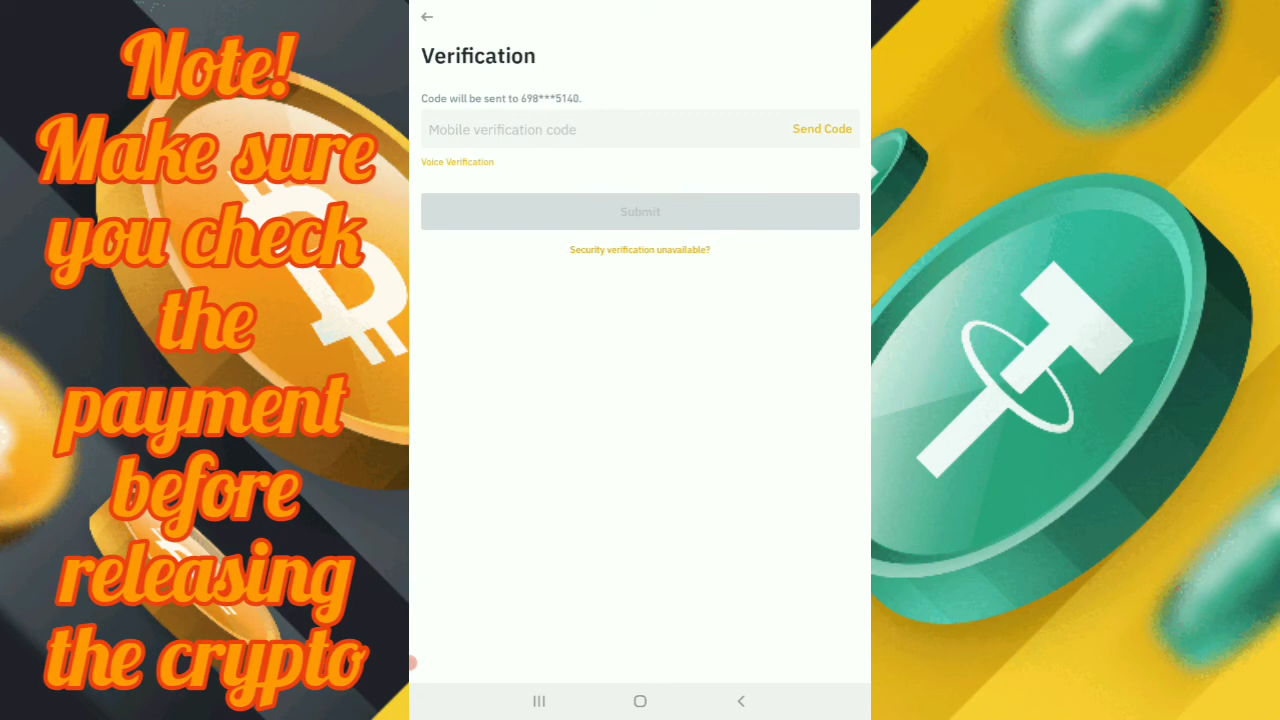 Note!
Make sure
you check
the
payment
before
releasing
the crypto
Verification
Code will be sent to 698***5140.
Mobile verification code
Send Code
Voice Verification
Submit
Security verification unavailable?